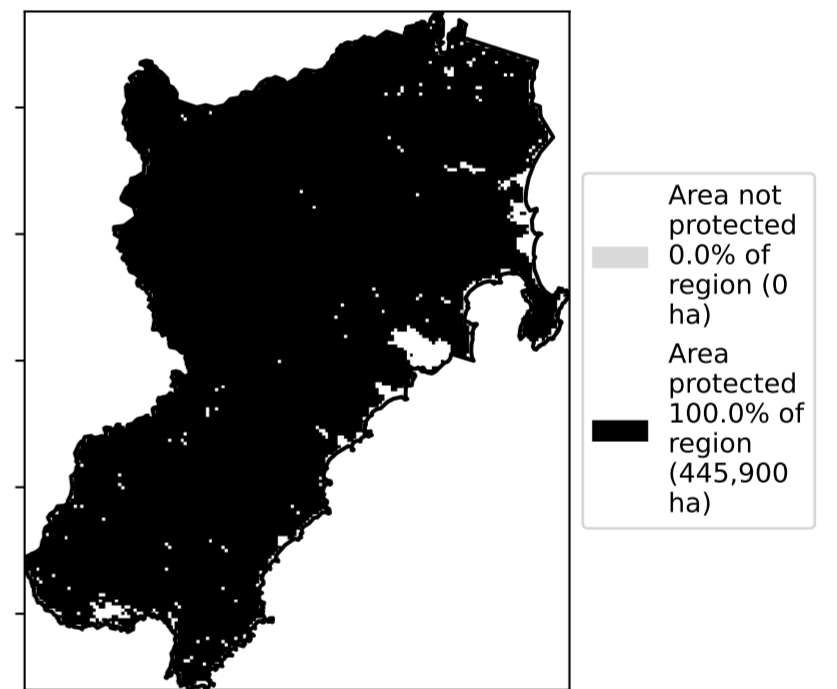 Area not
protected
0.0% of
region (0
ha)
Area
protected
100.0% of
region
(445,900
ha)